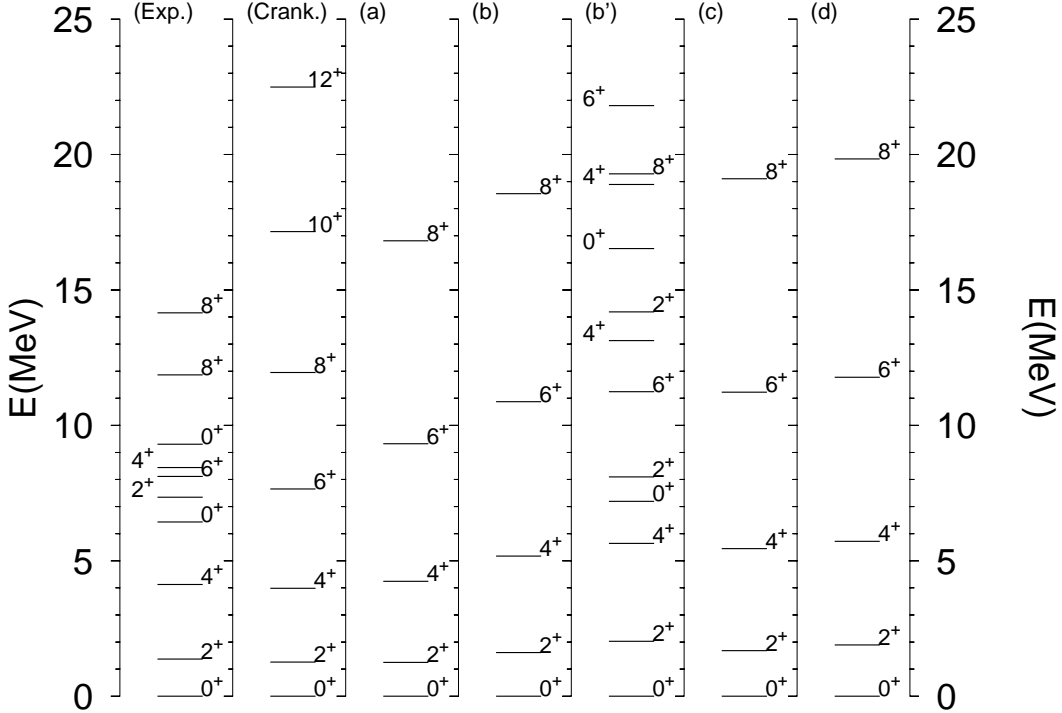 (Exp.) (Crank.) (a) (b) (b') (c) (d)
25 25
12⁺
6⁺
20 20
8⁺ 8⁺ 8⁺ 8⁺
4⁺
10⁺ 8⁺ 0⁺
15 15
8⁺ 2⁺
4⁺
E(MeV) E(MeV)
8⁺ 8⁺ 6⁺ 6⁺ 6⁺ 6⁺
10 10
0⁺ 6⁺
4⁺ 6⁺ 2⁺
2⁺ 6⁺ 0⁺
0⁺
5 5
4⁺ 4⁺ 4⁺ 4⁺ 4⁺ 4⁺ 4⁺
2⁺ 2⁺ 2⁺ 2⁺ 2⁺ 2⁺ 2⁺
0 0⁺ 0⁺ 0⁺ 0⁺ 0⁺ 0⁺ 0⁺ 0